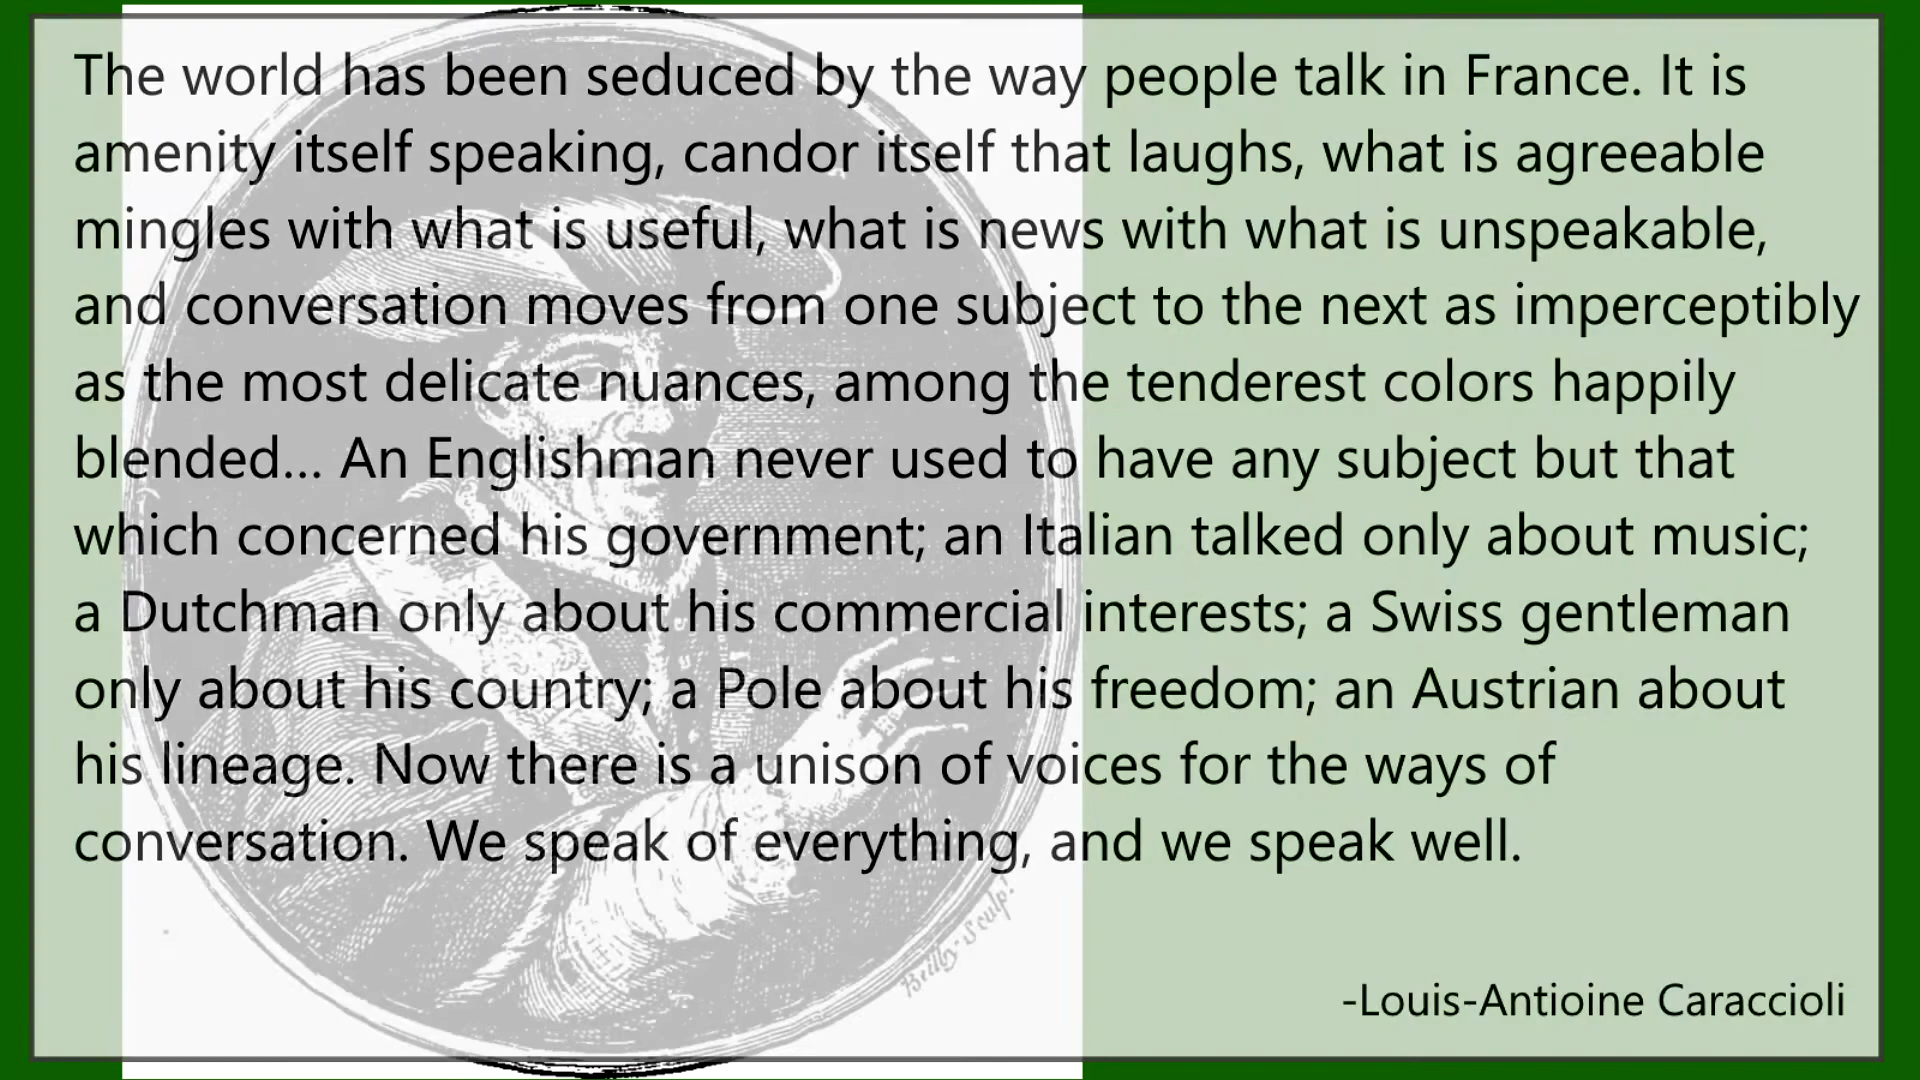 The world has been seduced by the way people talk in France. It is
amenity itself speaking, candor itself that laughs, what is agreeable
mingles with what is useful, what is news with what is unspeakable,
and conversation moves from one subject to the next as imperceptibly
as the most delicate nuances, among the tenderest colors happily
blended... An Englishman never used to have any subject but that
which concerned his government; an Italian talked only about music;
a Dutchman only about his commercial interests; a Swiss gentleman
only about his country; a Pole about his freedom; an Austrian about
his lineage. Now there is a unison of voices for the ways of
conversation. We speak of everything, and we speak well.
Beilly-Sculp.
-Louis-Antioine Caraccioli